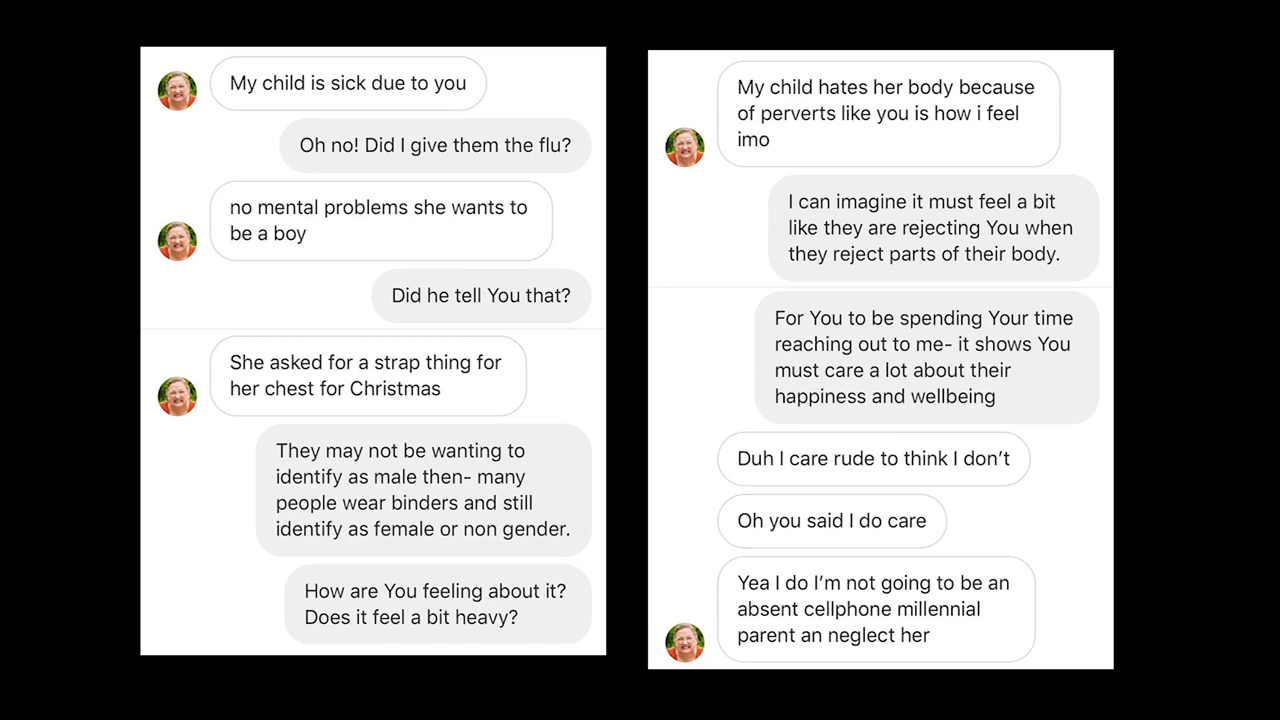 My child is sick due to you
Oh no! Did I give them the flu?
no mental problems she wants to
be a boy
Did he tell You that?
She asked for a strap thing for
her chest for Christmas
They may not be wanting to
identify as male then- many
people wear binders and still
identify as female or non gender.
How are You feeling about it?
Does it feel a bit heavy?
My child hates her body because
of perverts like you is how i feel
imo
I can imagine it must feel a bit
like they are rejecting You when
they reject parts of their body.
For You to be spending Your time
reaching out to me- it shows You
must care a lot about their
happiness and wellbeing
Duh I care rude to think I don’t
Oh you said I do care
Yea I do I’m not going to be an
absent cellphone millennial
parent an neglect her